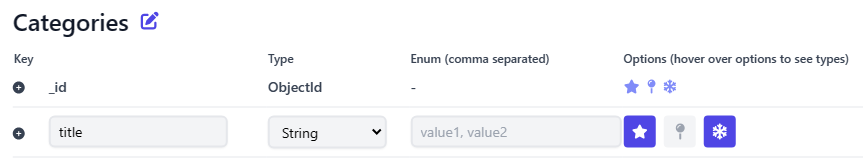 Categories
Key Type Enum (comma separated) Options (hover over options to see types)
_id ObjectId -
title String value1, value2